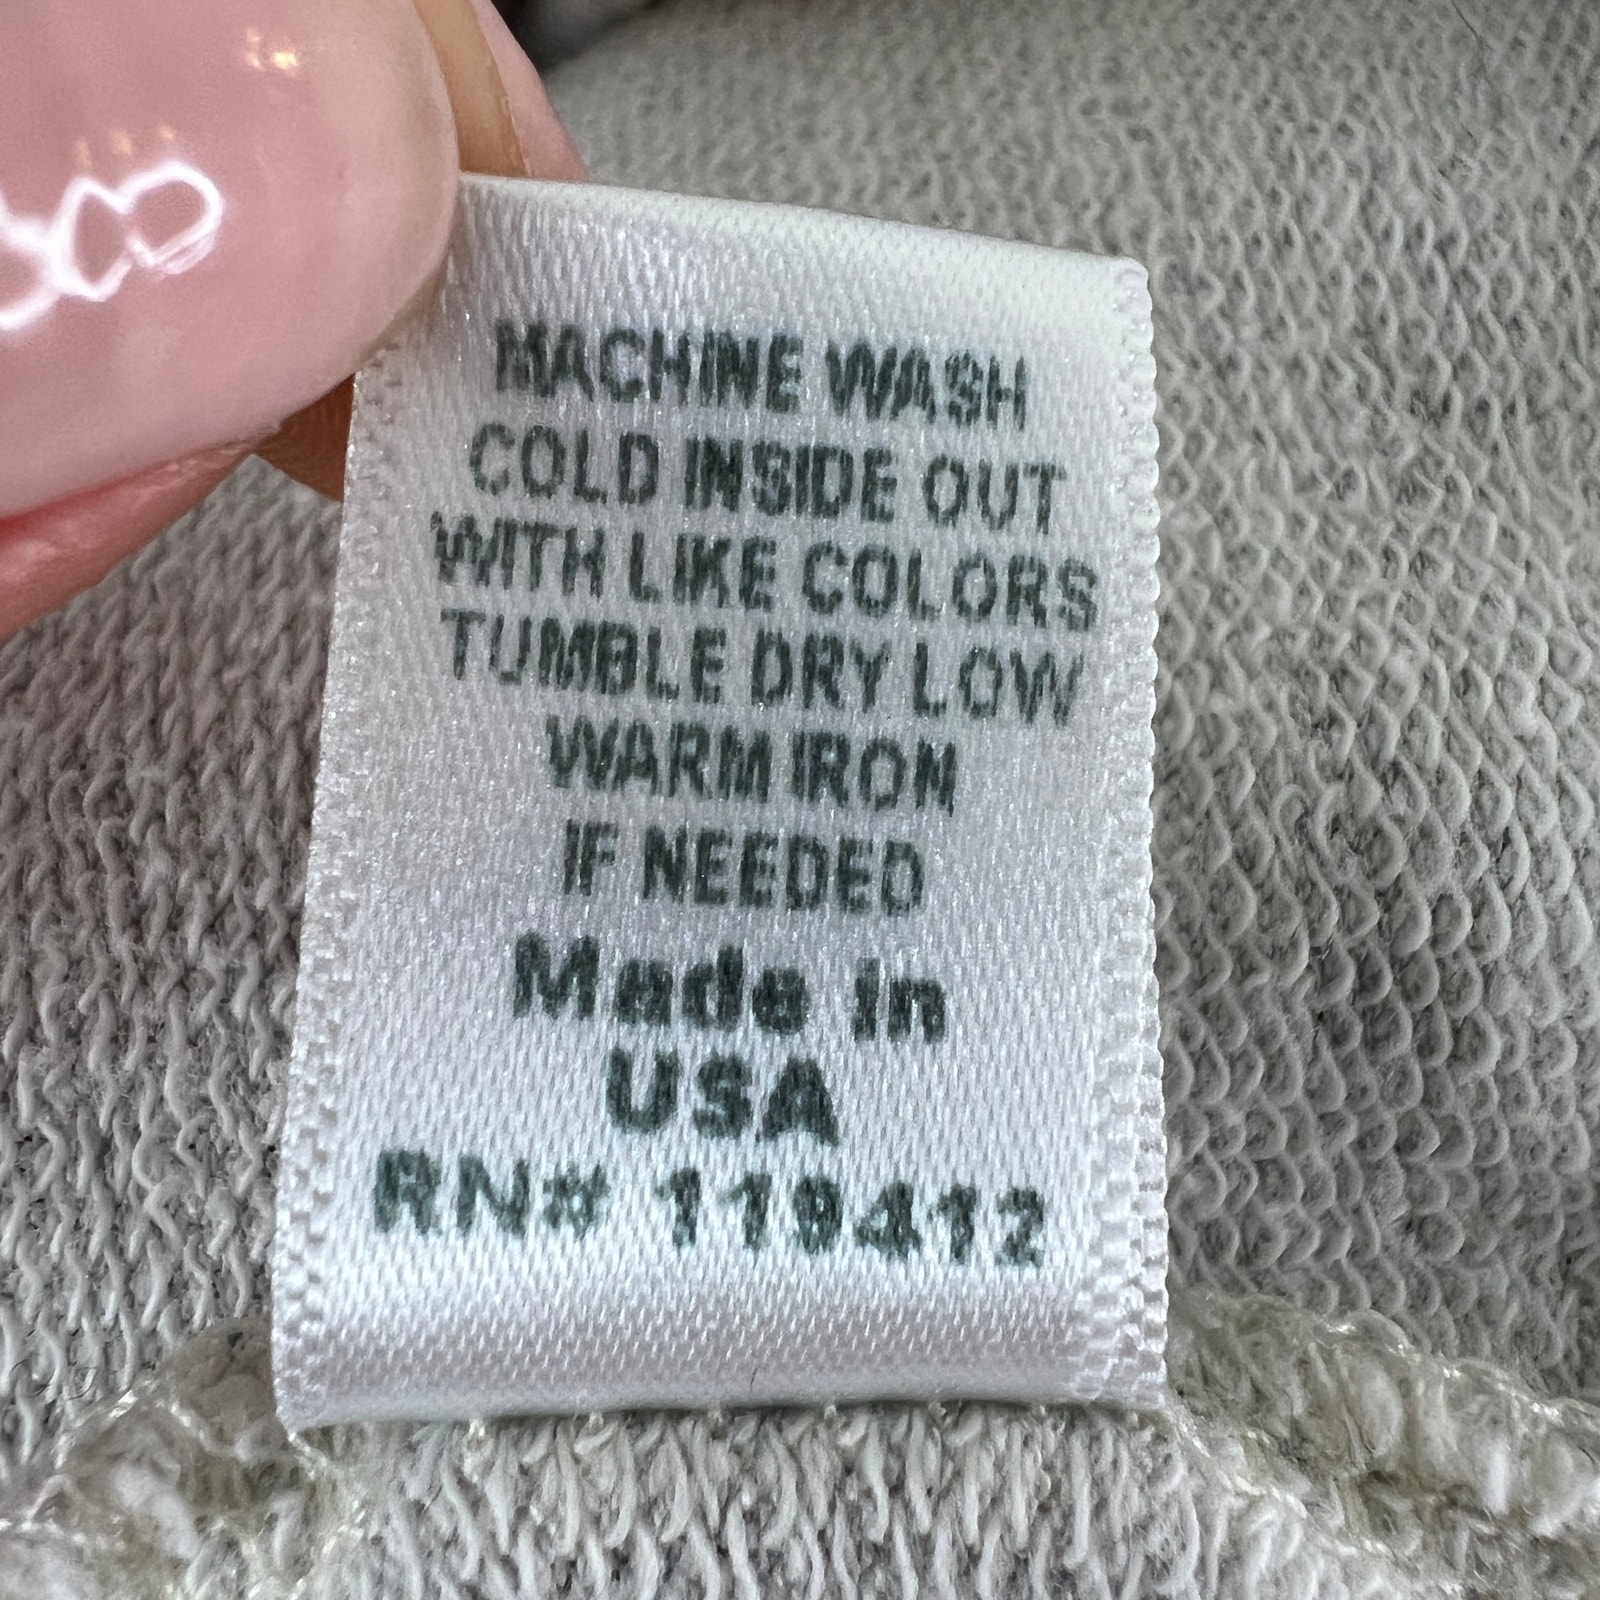 MACHINE WASH
COLD INSIDE OUT
WITH LIKE COLORS
TUMBLE DRY LOW
WARM IRON
IF NEEDED
Made in
USA
RN# 119412